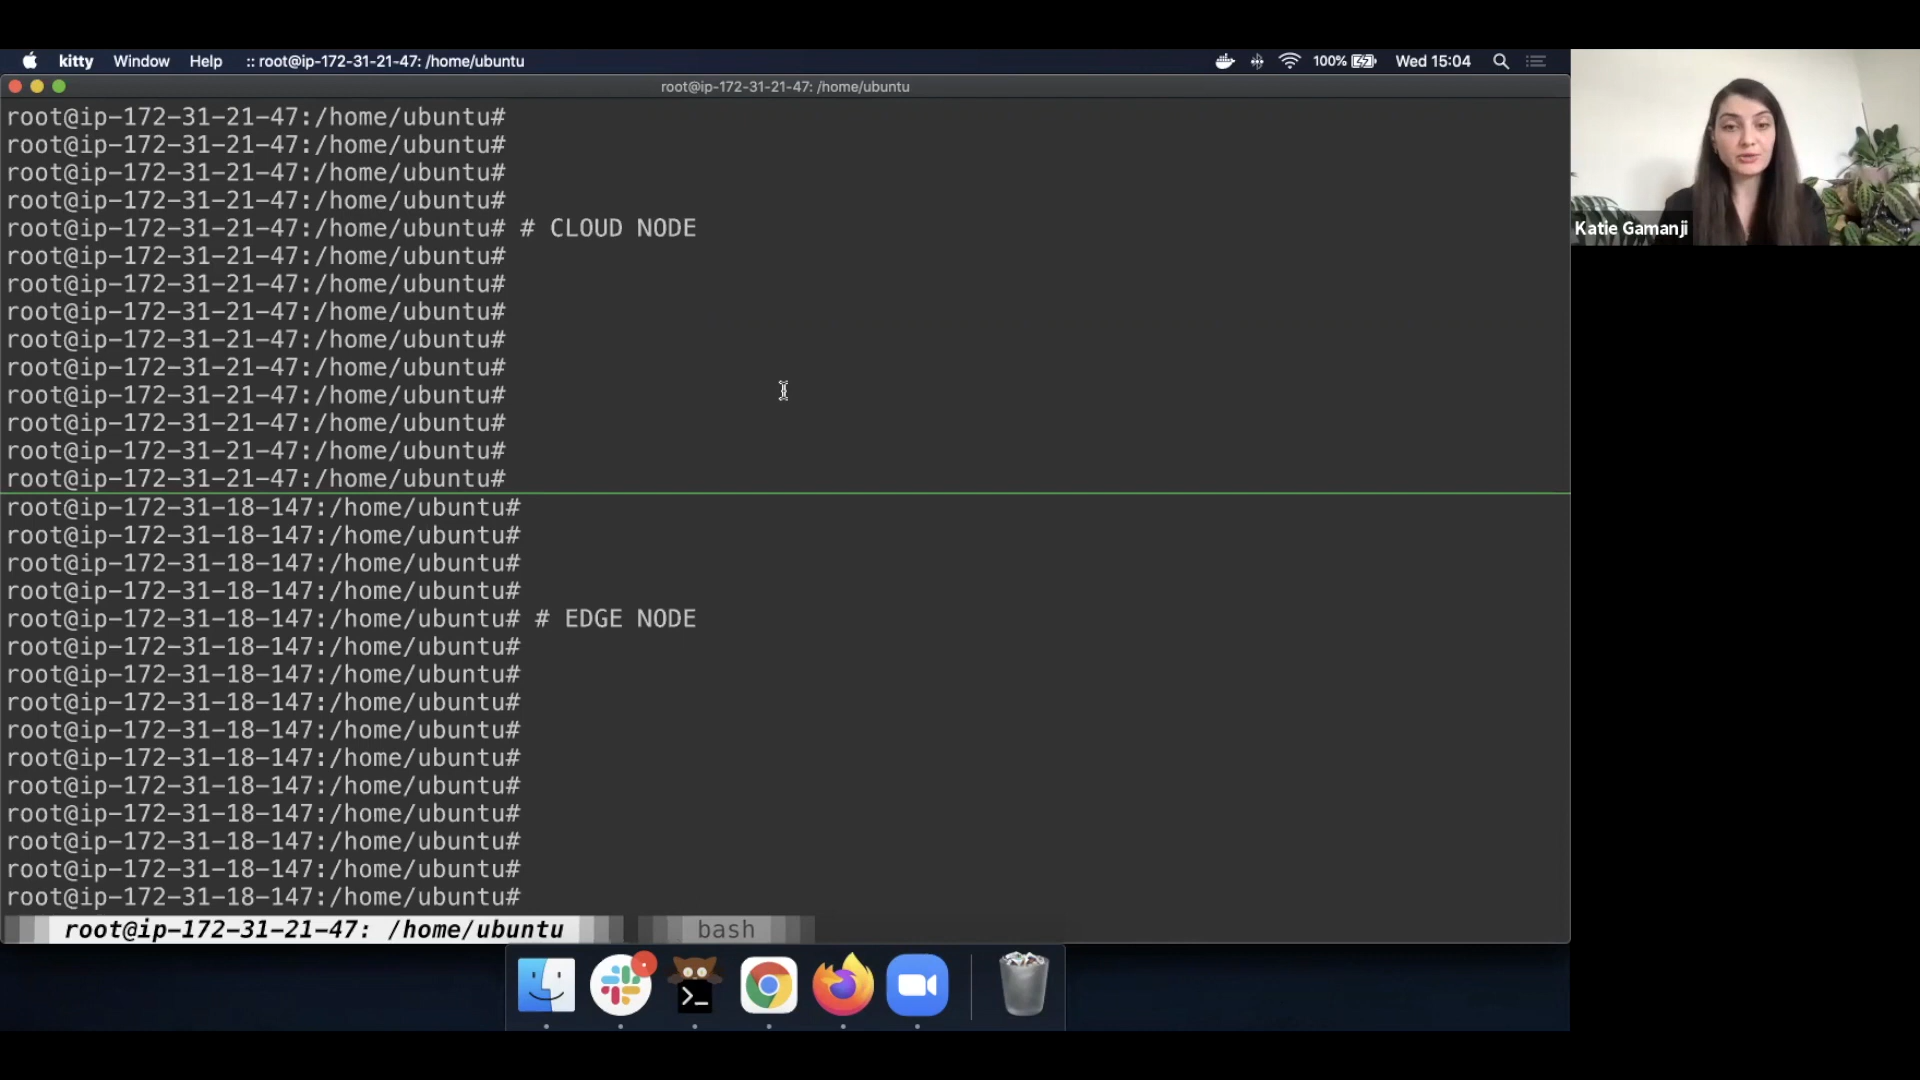 kitty Window Help :: root@ip-172-31-21-47: /home/ubuntu 100% Wed 15:04
root@ip-172-31-21-47: /home/ubuntu
root@ip-172-31-21-47:/home/ubuntu#
root@ip-172-31-21-47:/home/ubuntu#
root@ip-172-31-21-47:/home/ubuntu#
root@ip-172-31-21-47:/home/ubuntu#
root@ip-172-31-21-47:/home/ubuntu# # CLOUD NODE
root@ip-172-31-21-47:/home/ubuntu#
root@ip-172-31-21-47:/home/ubuntu#
root@ip-172-31-21-47:/home/ubuntu#
root@ip-172-31-21-47:/home/ubuntu#
root@ip-172-31-21-47:/home/ubuntu#
root@ip-172-31-21-47:/home/ubuntu#
root@ip-172-31-21-47:/home/ubuntu#
root@ip-172-31-21-47:/home/ubuntu#
root@ip-172-31-21-47:/home/ubuntu#
root@ip-172-31-18-147:/home/ubuntu#
root@ip-172-31-18-147:/home/ubuntu#
root@ip-172-31-18-147:/home/ubuntu#
root@ip-172-31-18-147:/home/ubuntu#
root@ip-172-31-18-147:/home/ubuntu# # EDGE NODE
root@ip-172-31-18-147:/home/ubuntu#
root@ip-172-31-18-147:/home/ubuntu#
root@ip-172-31-18-147:/home/ubuntu#
root@ip-172-31-18-147:/home/ubuntu#
root@ip-172-31-18-147:/home/ubuntu#
root@ip-172-31-18-147:/home/ubuntu#
root@ip-172-31-18-147:/home/ubuntu#
root@ip-172-31-18-147:/home/ubuntu#
root@ip-172-31-18-147:/home/ubuntu#
root@ip-172-31-18-147:/home/ubuntu#
root@ip-172-31-21-47: /home/ubuntu bash
Katie Gamanji